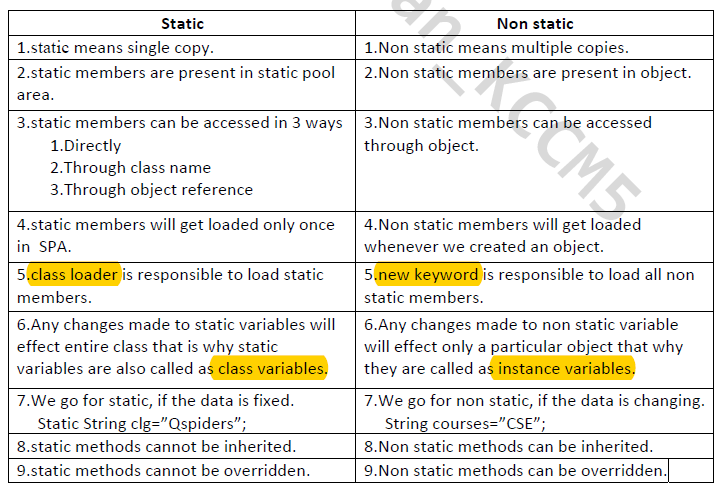 Static
Non static
1.static means single copy.
1.Non static means multiple copies.
2.static members are present in static pool
area.
2.Non static members are present in object.
3.static members can be accessed in 3 ways
1.Directly
2.Through class name
3.Through object reference
3.Non static members can be accessed
through object.
4.static members will get loaded only once
in SPA.
4.Non static members will get loaded
whenever we created an object.
5.class loader is responsible to load static
members.
5.new keyword is responsible to load all non
static members.
6.Any changes made to static variables will
effect entire class that is why static
variables are also called as class variables.
6.Any changes made to non static variable
will effect only a particular object that why
they are called as instance variables.
7.We go for static, if the data is fixed.
Static String clg=”Qspiders”;
7.We go for non static, if the data is changing.
String courses=”CSE”;
8.static methods cannot be inherited.
8.Non static methods can be inherited.
9.static methods cannot be overridden.
9.Non static methods can be overridden.
an_KCCM5